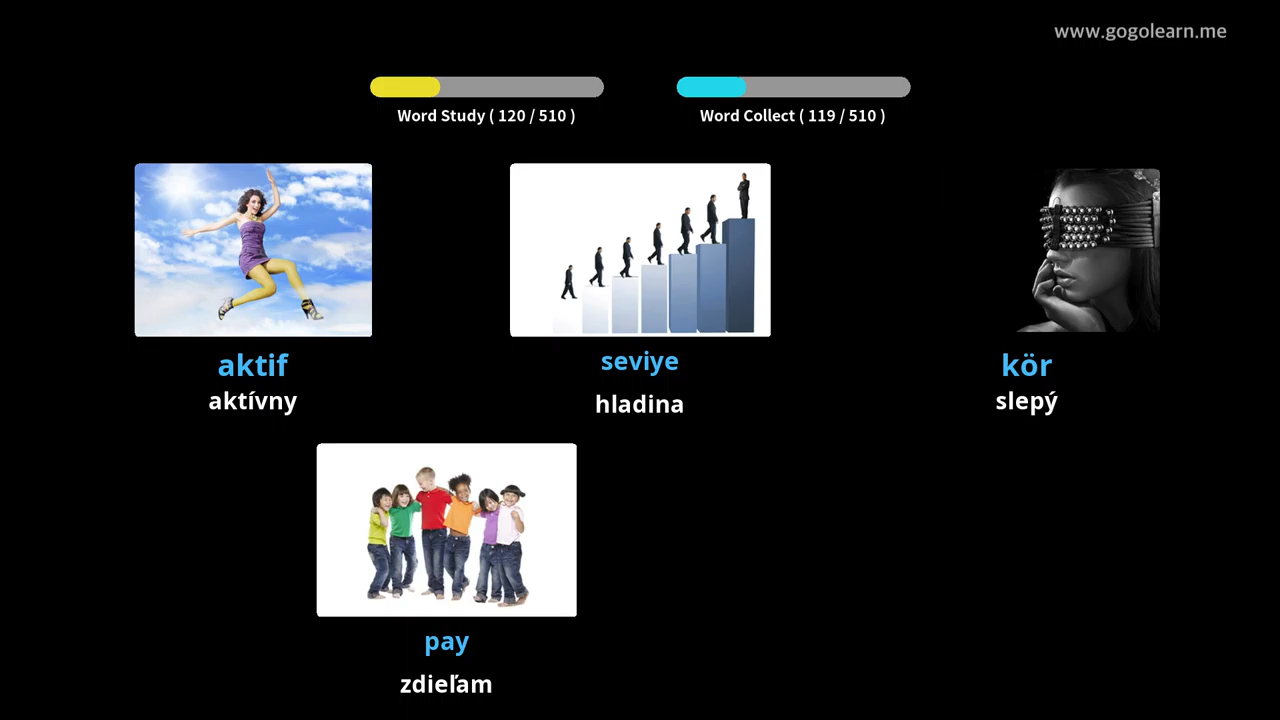 www.gogolearn.me
Word Study ( 120 / 510 )
Word Collect ( 119 / 510 )
aktif
aktívny
seviye
hladina
kör
slepý
pay
zdieľam